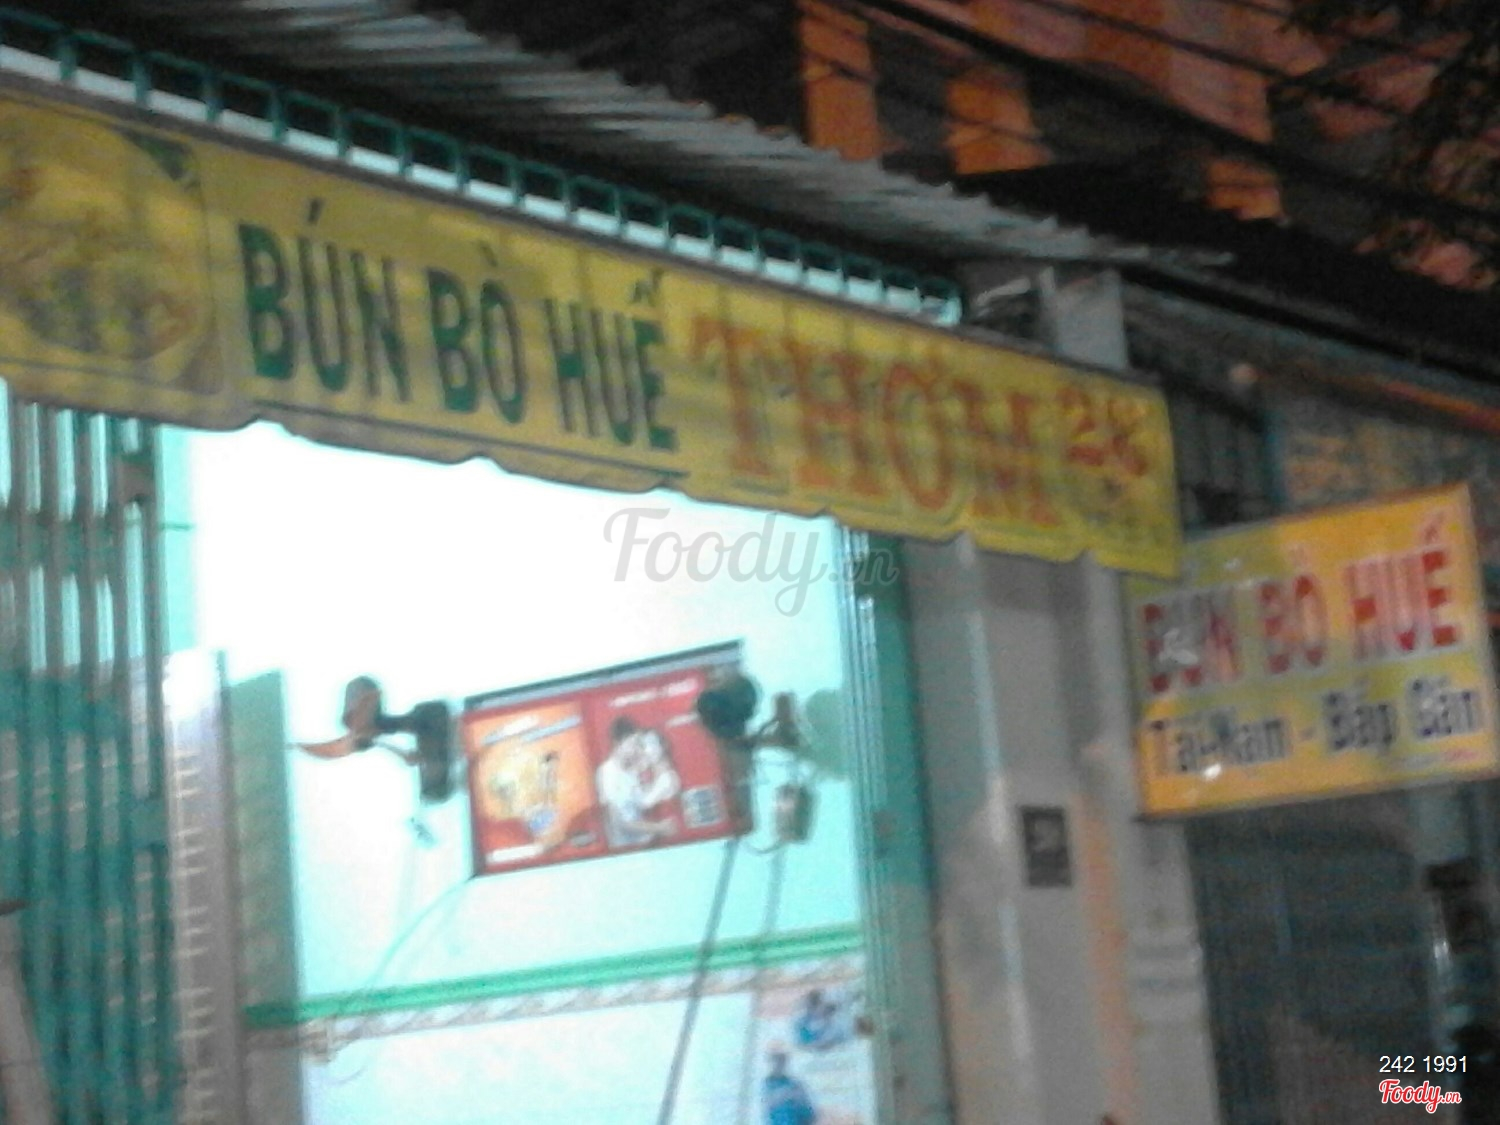 BÚN BÒ HUẾ THƠM
BÚN BÒ HUẾ
Tái-Nạm - Bắp Gân
Foody.vn
242 1991
Foody.vn